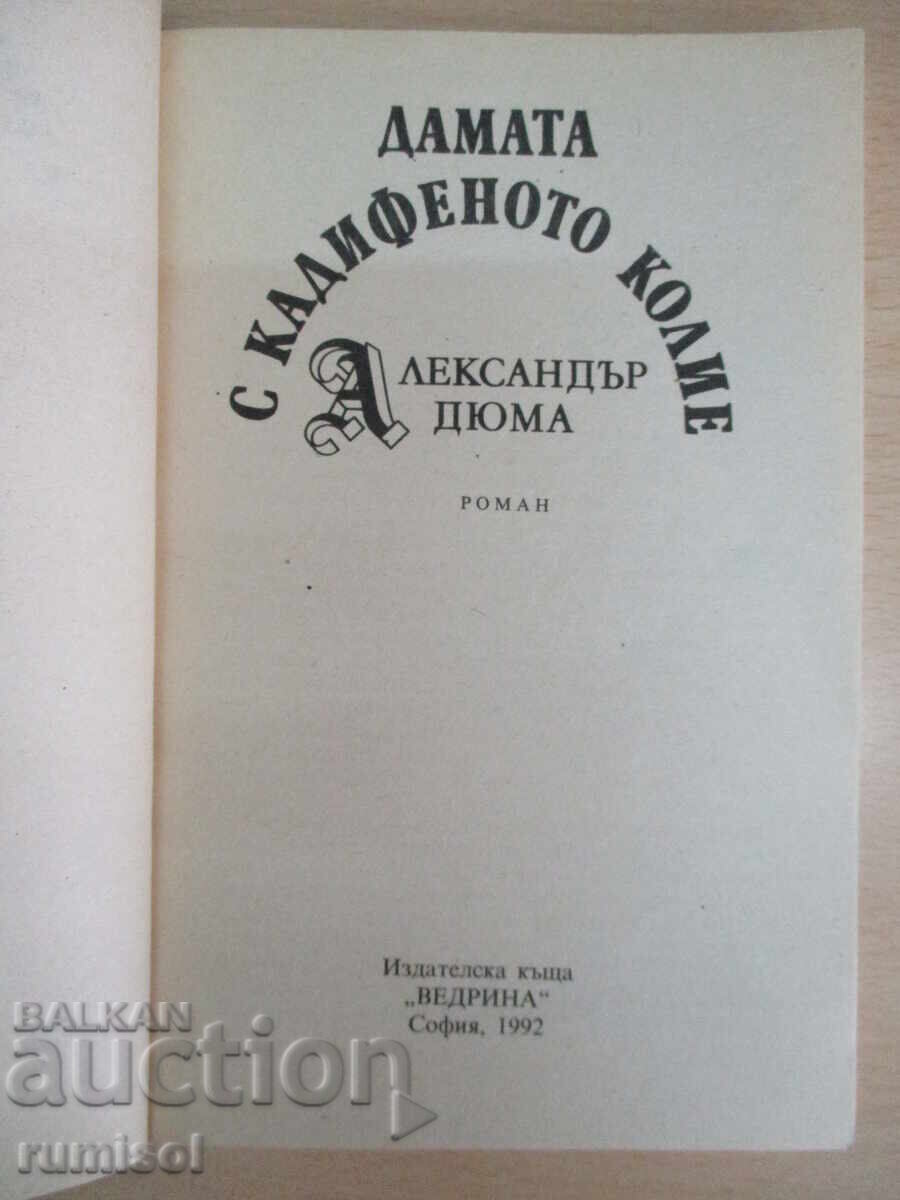 ДАМАТА
С КАДИФЕНОТО КОЛИЕ
АЛЕКСАНДЪР
ДЮМА
РОМАН
Издателска къща
„ВЕДРИНА“
София, 1992
BALKAN
auction
rumisol